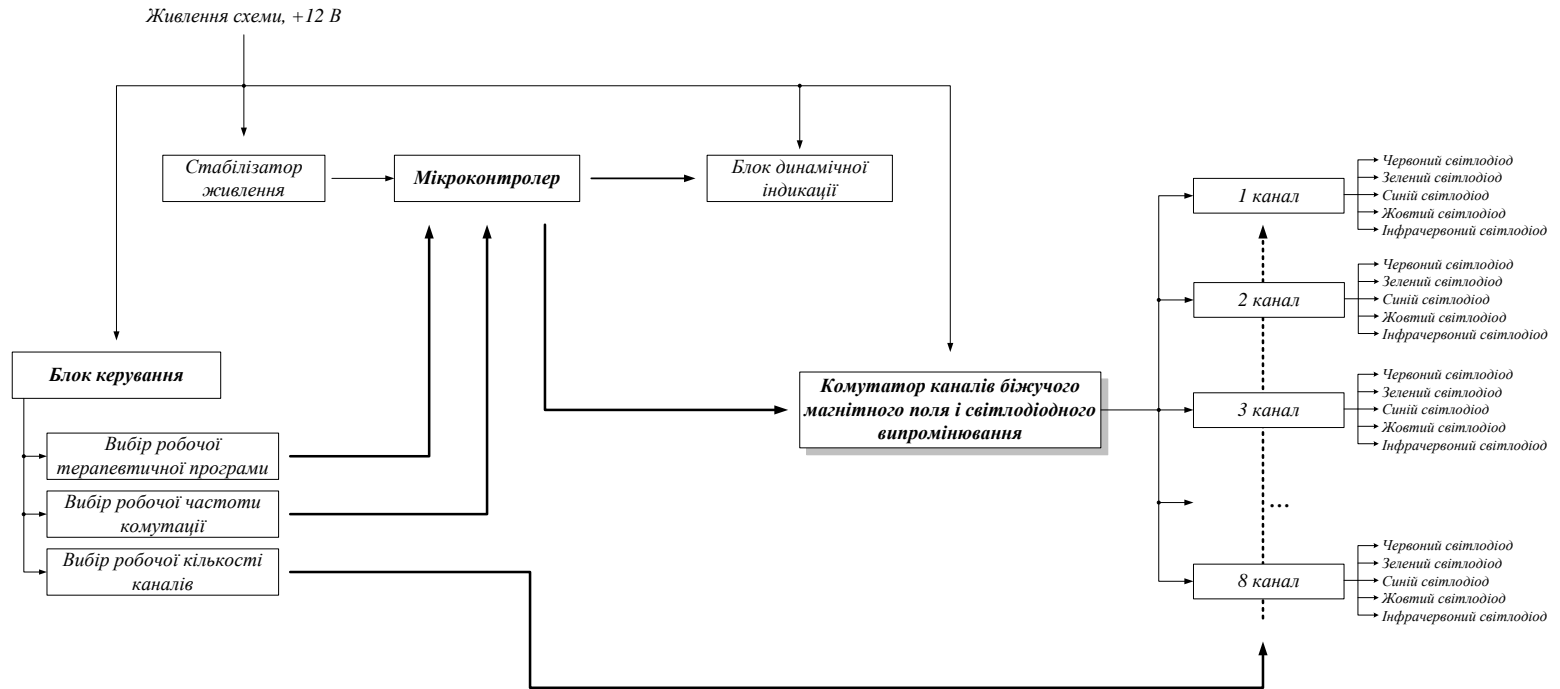 Живлення схеми, +12 В
Стабілізатор
живлення
Мікроконтролер
Блок динамічної
індикації
Блок керування
Вибір робочої
терапевтичної програми
Вибір робочої частоти
комутації
Вибір робочої кількості
каналів
Комутатор каналів біжучого
магнітного поля і світлодіодного
випромінювання
1 канал
Червоний світлодіод
Зелений світлодіод
Синій світлодіод
Жовтий світлодіод
Інфрачервоний світлодіод
2 канал
Червоний світлодіод
Зелений світлодіод
Синій світлодіод
Жовтий світлодіод
Інфрачервоний світлодіод
3 канал
Червоний світлодіод
Зелений світлодіод
Синій світлодіод
Жовтий світлодіод
Інфрачервоний світлодіод
...
8 канал
Червоний світлодіод
Зелений світлодіод
Синій світлодіод
Жовтий світлодіод
Інфрачервоний світлодіод